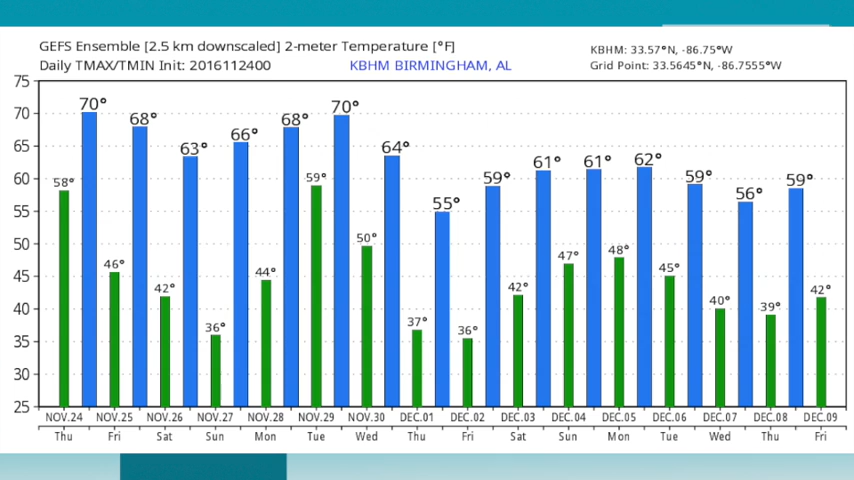 GEFS Ensemble [2.5 km downscaled] 2-meter Temperature [°F]
KBHM: 33.57°N, -86.75°W
Daily TMAX/TMIN Init: 2016112400 KBHM BIRMINGHAM, AL
Grid Point: 33.5645°N, -86.7555°W
75
70
65
60
55
50
45
40
35
30
25
58° 70° 46° 68° 42° 63° 36° 66° 44° 68° 59° 70° 50° 64° 37° 55° 36° 59° 42° 61° 47° 61° 48° 62° 45° 59° 40° 56° 39° 59° 42°
NOV.24 NOV.25 NOV.26 NOV.27 NOV.28 NOV.29 NOV.30 DEC.01 DEC.02 DEC.03 DEC.04 DEC.05 DEC.06 DEC.07 DEC.08 DEC.09
Thu Fri Sat Sun Mon Tue Wed Thu Fri Sat Sun Mon Tue Wed Thu Fri